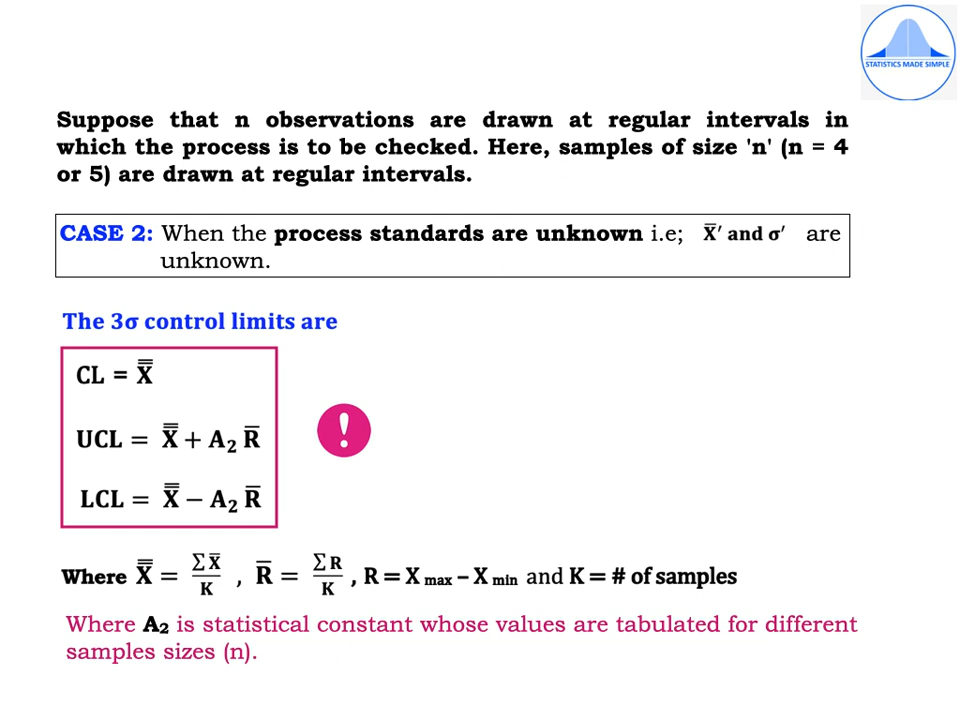 STATISTICS MADE SIMPLE
Suppose that n observations are drawn at regular intervals in
which the process is to be checked. Here, samples of size 'n' (n = 4
or 5) are drawn at regular intervals.
CASE 2: When the process standards are unknown i.e; X̅′ and σ′ are
unknown.
The 3σ control limits are
CL = X̿
UCL = X̿ + A₂ R̅
LCL = X̿ − A₂ R̅
!
Where X̿ = ∑X̅/K , R̅ = ∑R/K , R = X max – X min and K = # of samples
Where A₂ is statistical constant whose values are tabulated for different
samples sizes (n).